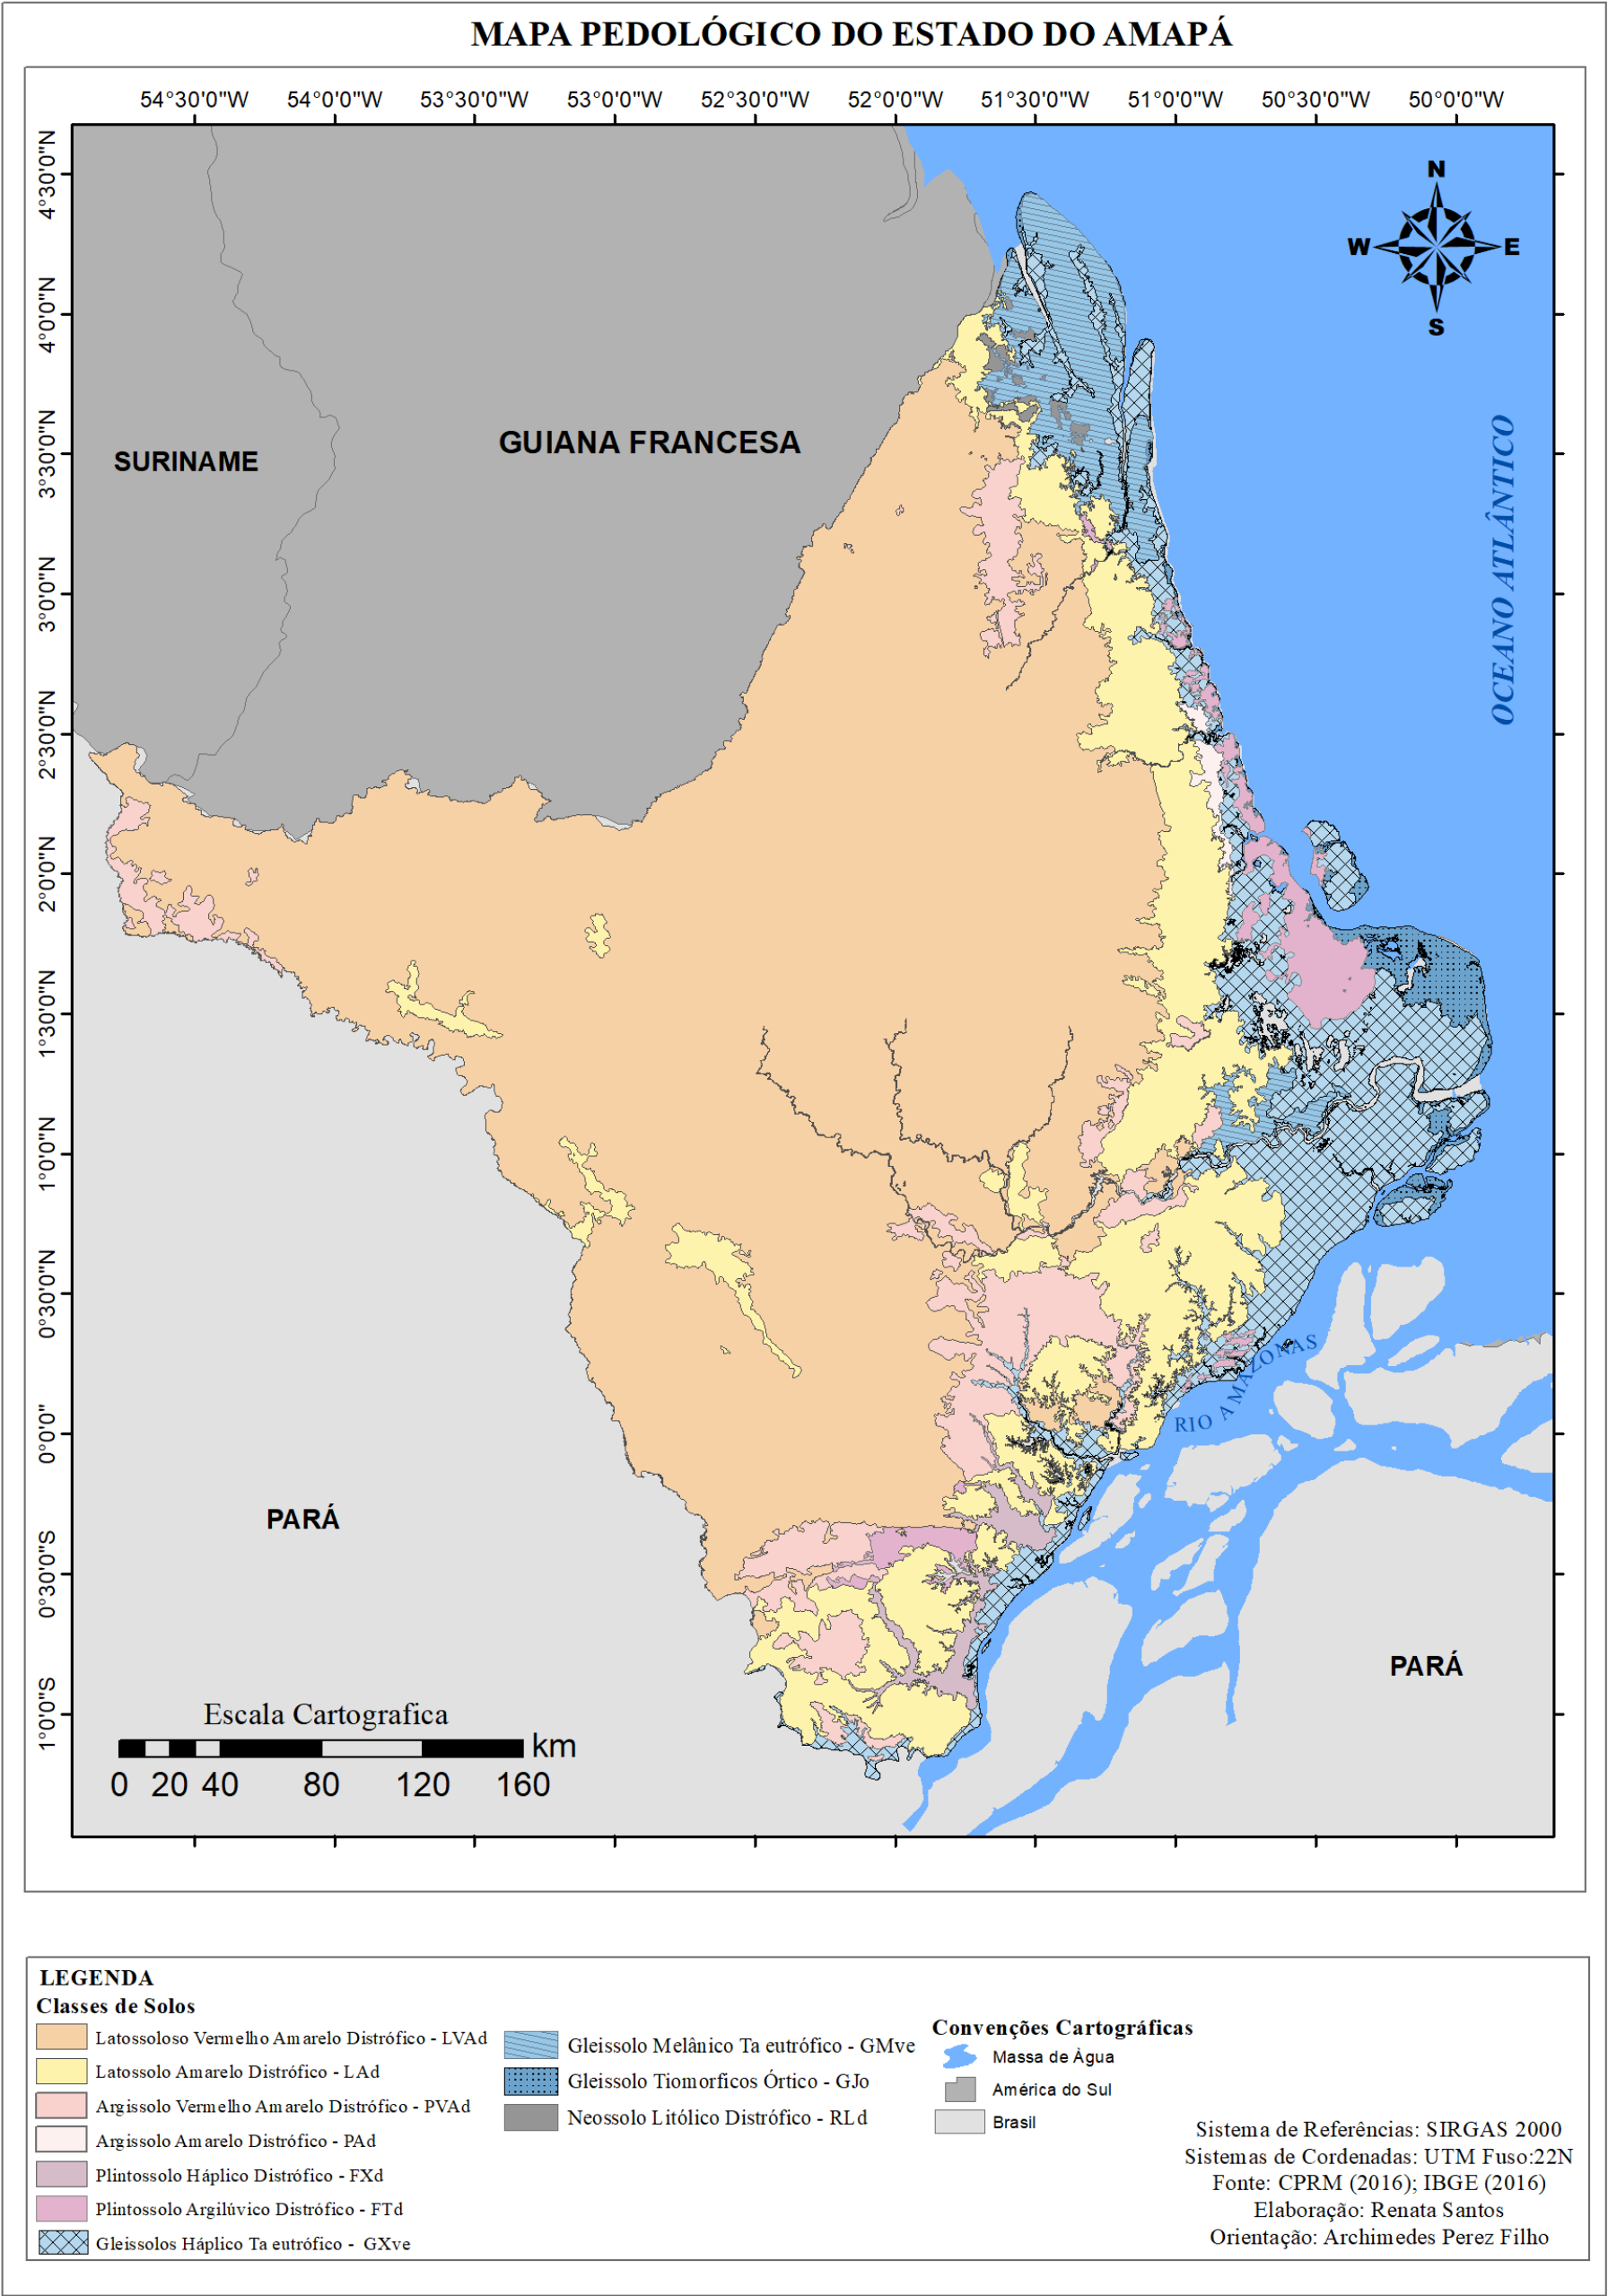 MAPA PEDOLÓGICO DO ESTADO DO AMAPÁ
54°30'0"W 54°0'0"W 53°30'0"W 53°0'0"W 52°30'0"W 52°0'0"W 51°30'0"W 51°0'0"W 50°30'0"W 50°0'0"W
4°30'0"N
4°0'0"N
3°30'0"N
3°0'0"N
2°30'0"N
2°0'0"N
1°30'0"N
1°0'0"N
0°30'0"N
0°0'0"
0°30'0"S
1°0'0"S
N
W E
S
SURINAME
GUIANA FRANCESA
OCEANO ATLÂNTICO
RIO AMAZONAS
PARÁ
PARÁ
Escala Cartografica
km
0 20 40 80 120 160
LEGENDA
Classes de Solos
Latossoloso Vermelho Amarelo Distrófico - LVAd
Latossolo Amarelo Distrófico - LAd
Argissolo Vermelho Amarelo Distrófico - PVAd
Argissolo Amarelo Distrófico - PAd
Plintossolo Háplico Distrófico - FXd
Plintossolo Argilúvico Distrófico - FTd
Gleissolos Háplico Ta eutrófico - GXve
Gleissolo Melânico Ta eutrófico - GMve
Gleissolo Tiomorficos Órtico - GJo
Neossolo Litólico Distrófico - RLd
Convenções Cartográficas
Massa de Àgua
América do Sul
Brasil
Sistema de Referências: SIRGAS 2000
Sistemas de Cordenadas: UTM Fuso:22N
Fonte: CPRM (2016); IBGE (2016)
Elaboração: Renata Santos
Orientação: Archimedes Perez Filho